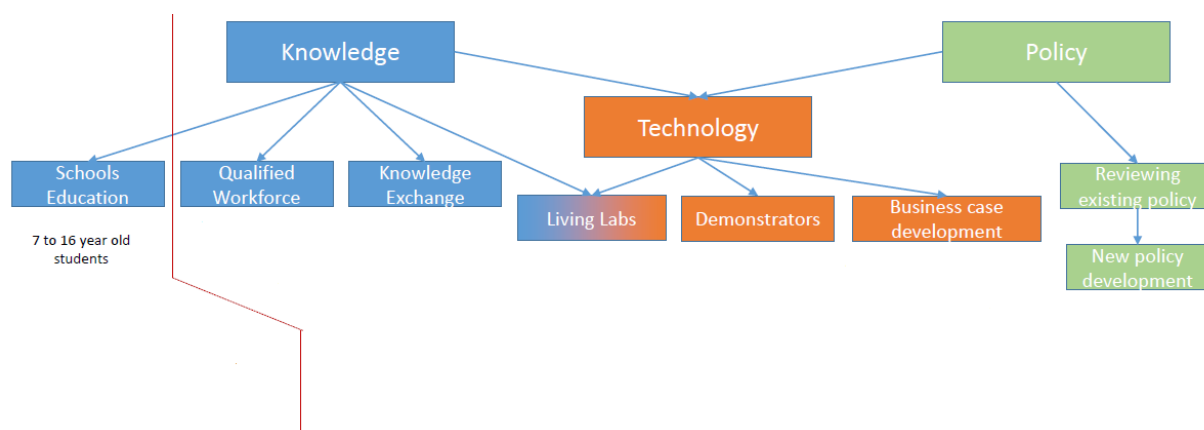 Knowledge
Policy
Technology
Schools
Education
Qualified
Workforce
Knowledge
Exchange
Living Labs
Demonstrators
Business case
development
Reviewing
existing policy
New policy
development
7 to 16 year old
students